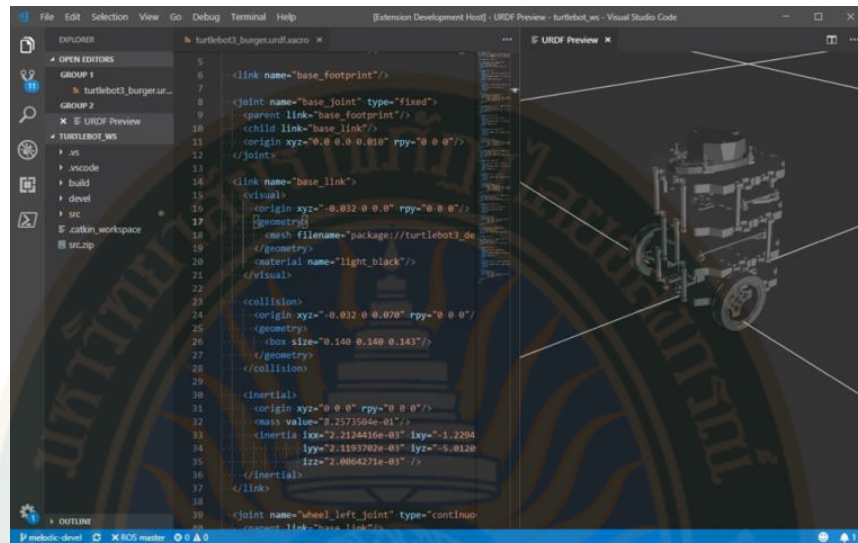 File Edit Selection View Go Debug Terminal Help
[Extension Development Host] - URDF Preview - turtlebot_ws - Visual Studio Code
EXPLORER
OPEN EDITORS
GROUP 1
turtlebot3_burger.ur...
GROUP 2
URDF Preview
TURTLEBOT_WS
.vs
.vscode
build
devel
src
.catkin_workspace
src.zip
OUTLINE
11
turtlebot3_burger.urdf.xacro
5
6 <link name="base_footprint"/>
7
8 <joint name="base_joint" type="fixed">
9 <parent link="base_footprint"/>
10 <child link="base_link"/>
11 <origin xyz="0.0 0.0 0.010" rpy="0 0 0"/>
12 </joint>
13
14 <link name="base_link">
15 <visual>
16 <origin xyz="-0.032 0 0.0" rpy="0 0 0"/>
17 <geometry>
18 <mesh filename="package://turtlebot3_de
19 </geometry>
20 <material name="light_black"/>
21 </visual>
22
23 <collision>
24 <origin xyz="-0.032 0 0.070" rpy="0 0 0"/
25 <geometry>
26 <box size="0.140 0.140 0.143"/>
27 </geometry>
28 </collision>
29
30 <inertial>
31 <origin xyz="0 0 0" rpy="0 0 0"/>
32 <mass value="8.2573504e-01"/>
33 <inertia ixx="2.2124416e-03" ixy="-1.2294
34 iyy="2.1193702e-03" iyz="-5.0120
35 izz="2.0064271e-03" />
36 </inertial>
37 </link>
38
39 <joint name="wheel_left_joint" type="continuo
40 <parent link="base_link"/>
URDF Preview
melodic-devel
ROS master
0 0
1